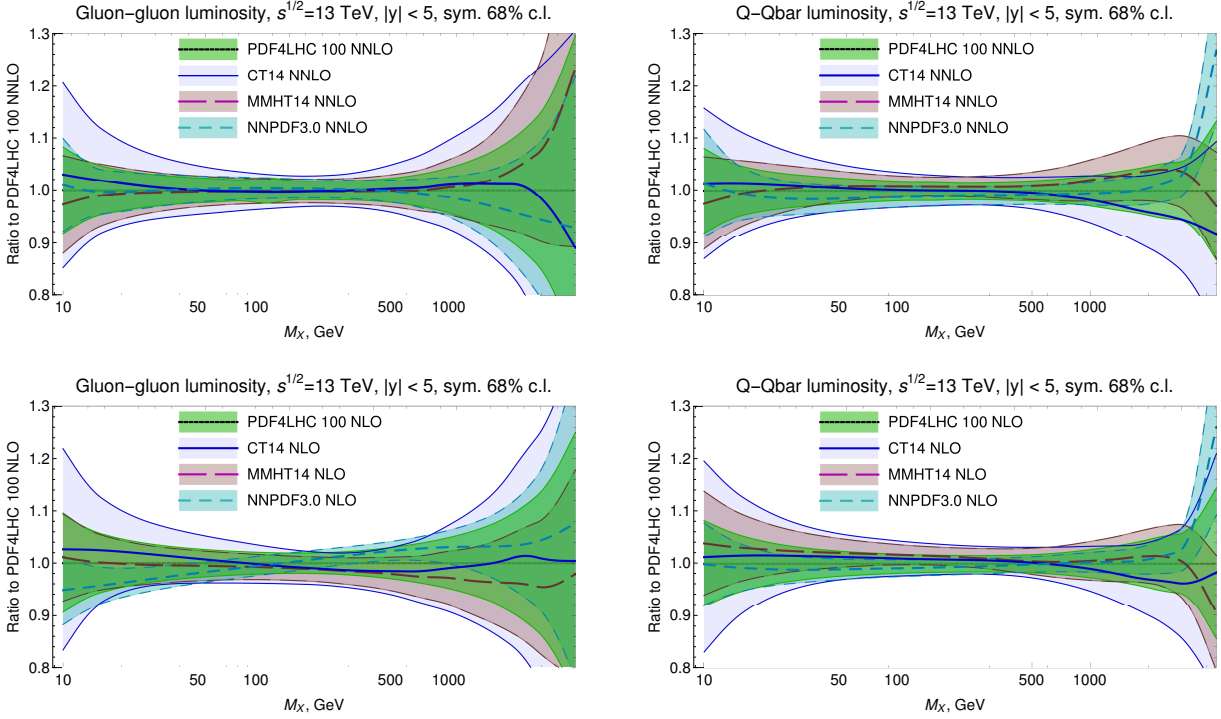 Gluon-gluon luminosity, s^1/2=13 TeV, |y| < 5, sym. 68% c.l.
Ratio to PDF4LHC 100 NNLO
1.3
1.2
1.1
1.0
0.9
0.8
PDF4LHC 100 NNLO
CT14 NNLO
MMHT14 NNLO
NNPDF3.0 NNLO
10 50 100 500 1000
M_X, GeV
Q-Qbar luminosity, s^1/2=13 TeV, |y| < 5, sym. 68% c.l.
Ratio to PDF4LHC 100 NNLO
1.3
1.2
1.1
1.0
0.9
0.8
PDF4LHC 100 NNLO
CT14 NNLO
MMHT14 NNLO
NNPDF3.0 NNLO
10 50 100 500 1000
M_X, GeV
Gluon-gluon luminosity, s^1/2=13 TeV, |y| < 5, sym. 68% c.l.
Ratio to PDF4LHC 100 NLO
1.3
1.2
1.1
1.0
0.9
0.8
PDF4LHC 100 NLO
CT14 NLO
MMHT14 NLO
NNPDF3.0 NLO
10 50 100 500 1000
M_X, GeV
Q-Qbar luminosity, s^1/2=13 TeV, |y| < 5, sym. 68% c.l.
Ratio to PDF4LHC 100 NLO
1.3
1.2
1.1
1.0
0.9
0.8
PDF4LHC 100 NLO
CT14 NLO
MMHT14 NLO
NNPDF3.0 NLO
10 50 100 500 1000
M_X, GeV